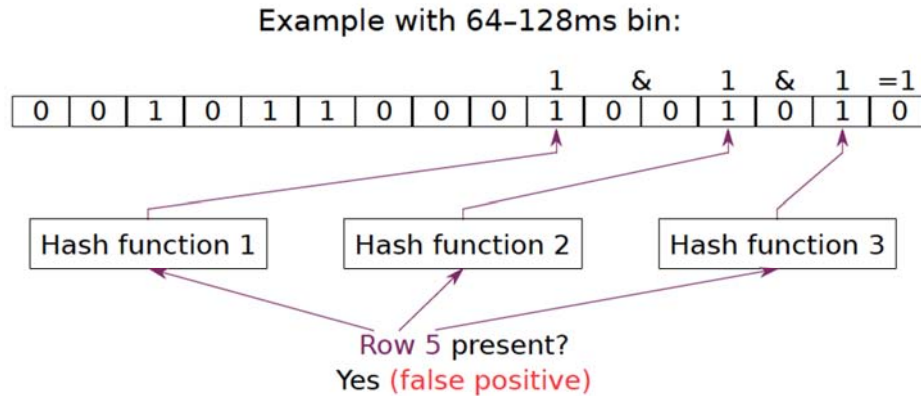 Example with 64–128ms bin:
1 & 1 & 1 =1
0 0 1 0 1 1 0 0 0 1 0 0 1 0 1 0
Hash function 1 Hash function 2 Hash function 3
Row 5 present?
Yes (false positive)